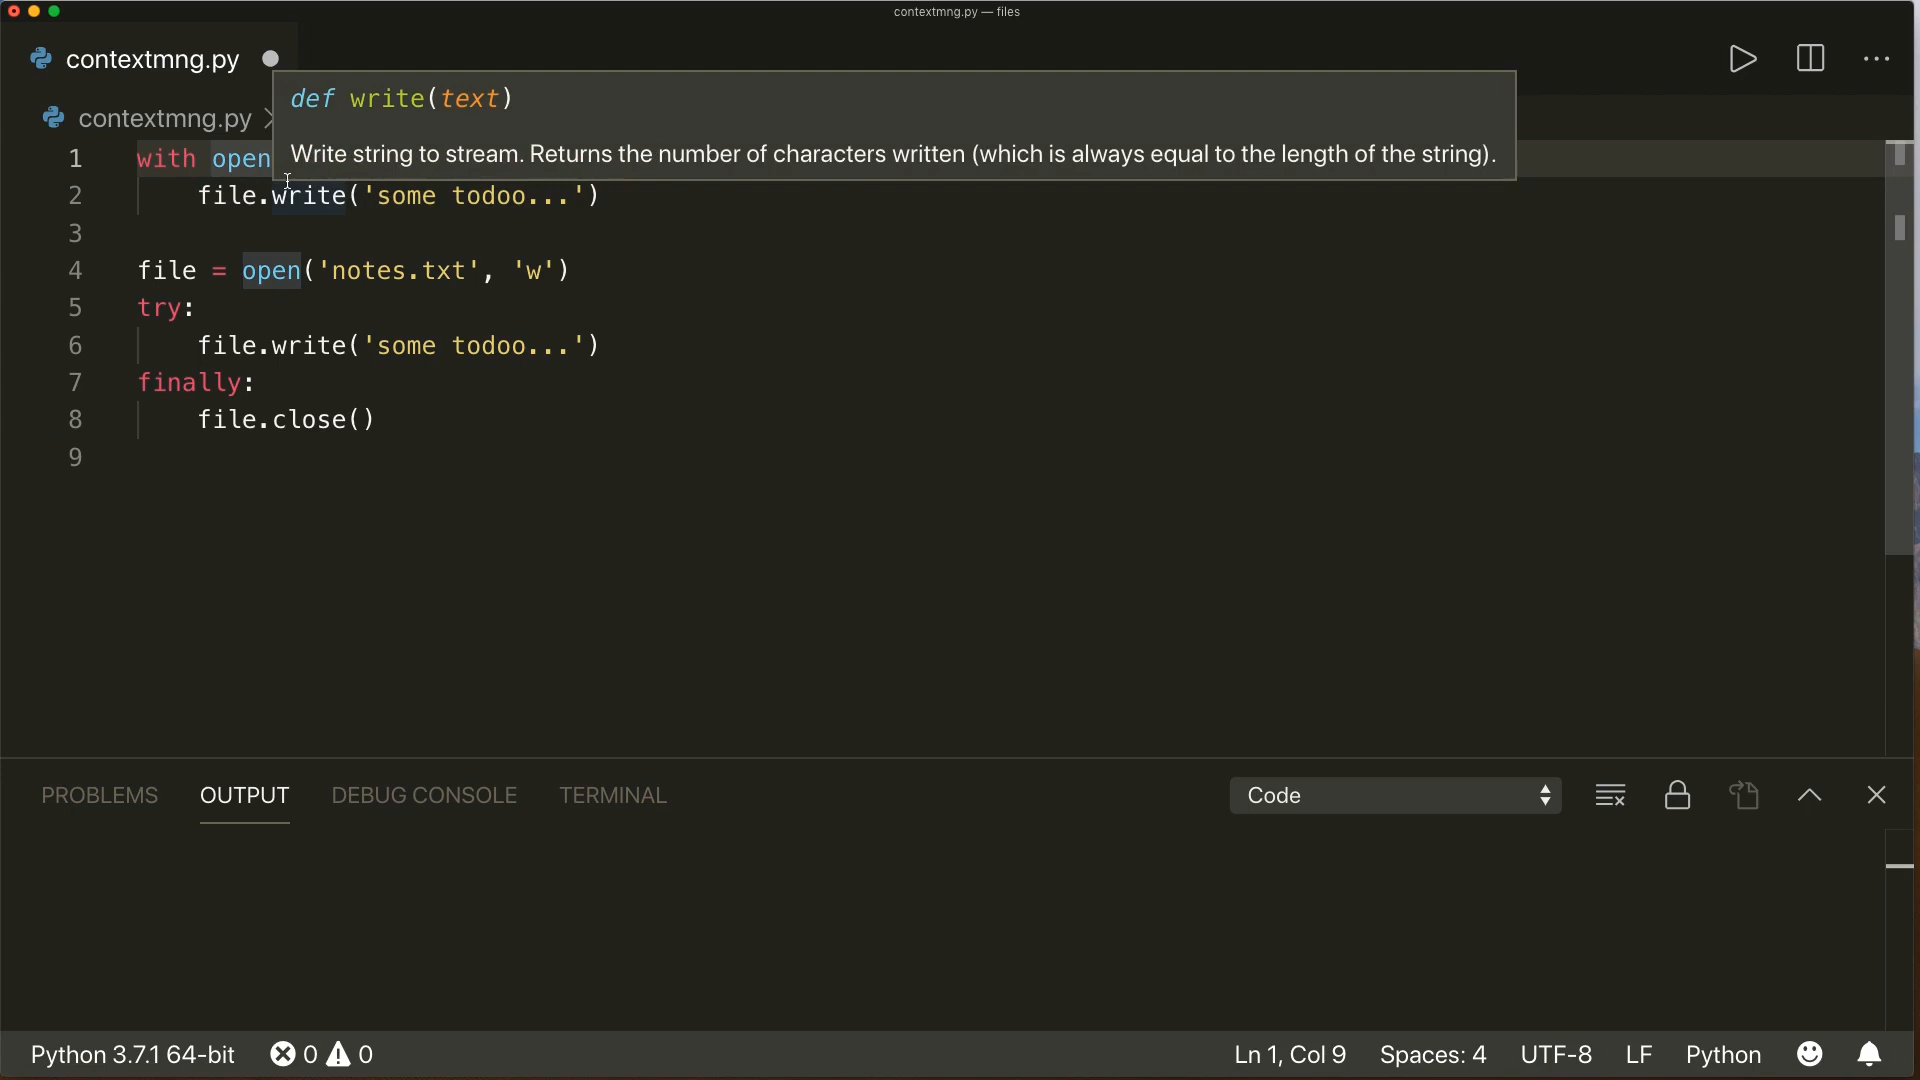 contextmng.py — files
contextmng.py
contextmng.py
def write(text)
Write string to stream. Returns the number of characters written (which is always equal to the length of the string).
1 with open
2 file.write('some todoo...')
3
4 file = open('notes.txt', 'w')
5 try:
6 file.write('some todoo...')
7 finally:
8 file.close()
9
PROBLEMS OUTPUT DEBUG CONSOLE TERMINAL Code
Python 3.7.1 64-bit 0 0 Ln 1, Col 9 Spaces: 4 UTF-8 LF Python